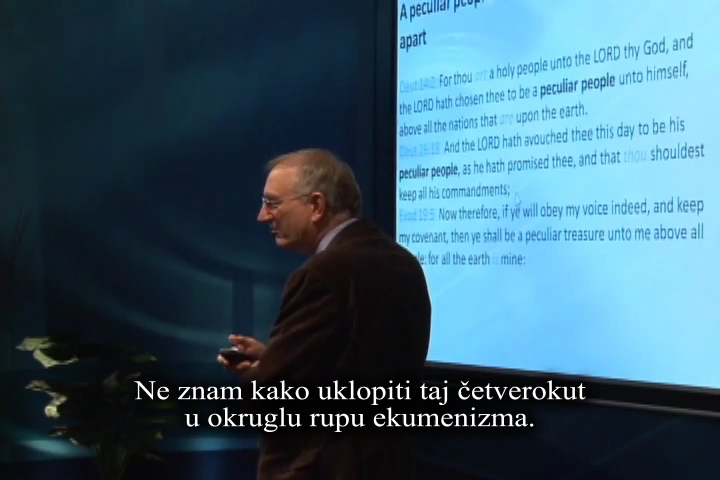 A peculiar peop
apart
Deut 14:2 For thou art a holy people unto the LORD thy God, and
the LORD hath chosen thee to be a peculiar people unto himself,
above all the nations that are upon the earth.
Deut 26:18 And the LORD hath avouched thee this day to be his
peculiar people, as he hath promised thee, and that thou shouldest
keep all his commandments;
Exod 19:5 Now therefore, if ye will obey my voice indeed, and keep
my covenant, then ye shall be a peculiar treasure unto me above all
le: for all the earth is mine:
Ne znam kako uklopiti taj četverokut
u okruglu rupu ekumenizma.